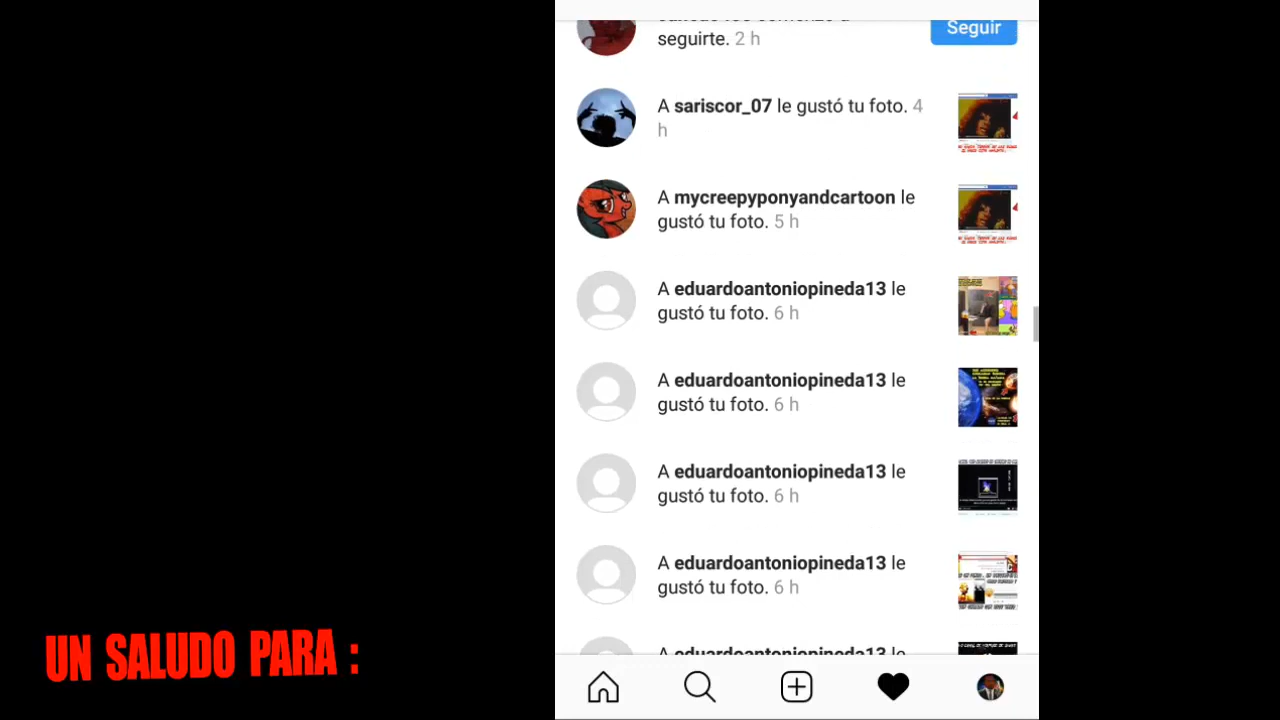 seguirte. 2 h
Seguir
A sariscor_07 le gustó tu foto. 4
h
A mycreepyponyandcartoon le
gustó tu foto. 5 h
A eduardoantoniopineda13 le
gustó tu foto. 6 h
A eduardoantoniopineda13 le
gustó tu foto. 6 h
A eduardoantoniopineda13 le
gustó tu foto. 6 h
A eduardoantoniopineda13 le
gustó tu foto. 6 h
A eduardoantoniopineda13 le
UN SALUDO PARA :